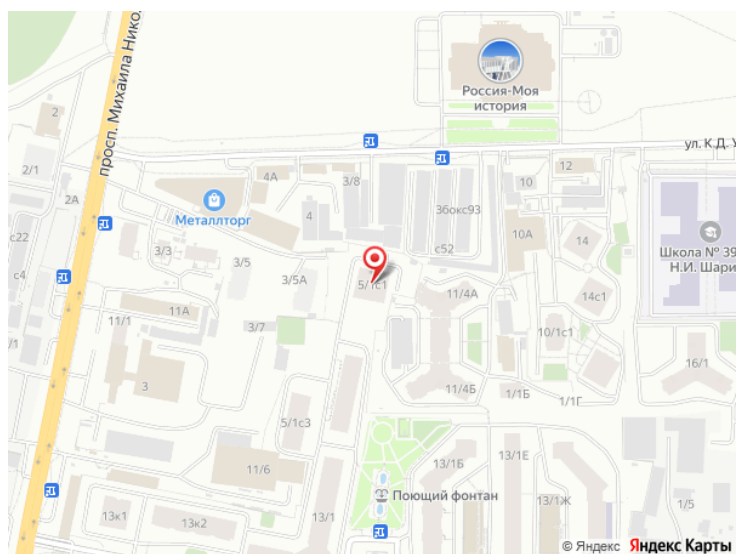 Россия-Моя
история
просп. Михаила Нико
ул. К.Д. У
2
2/1
2А
4А
3/8
Металлторг
4
3бокс93
10
12
10А
14
с22
с4
3/3
3/5
3/5А
с52
Школа № 39
Н.И. Шари
5/1с1
11/4А
14с1
11А
11/1
3/7
10/1с1
/1
3
16/1
11/4Б
1/1Б
1/1Г
5/1с3
13/1Е
11/6
13/1Б
Поющий фонтан
13/1Ж
1/5
13к1
13к2
13/1
© Яндекс Яндекс Карты